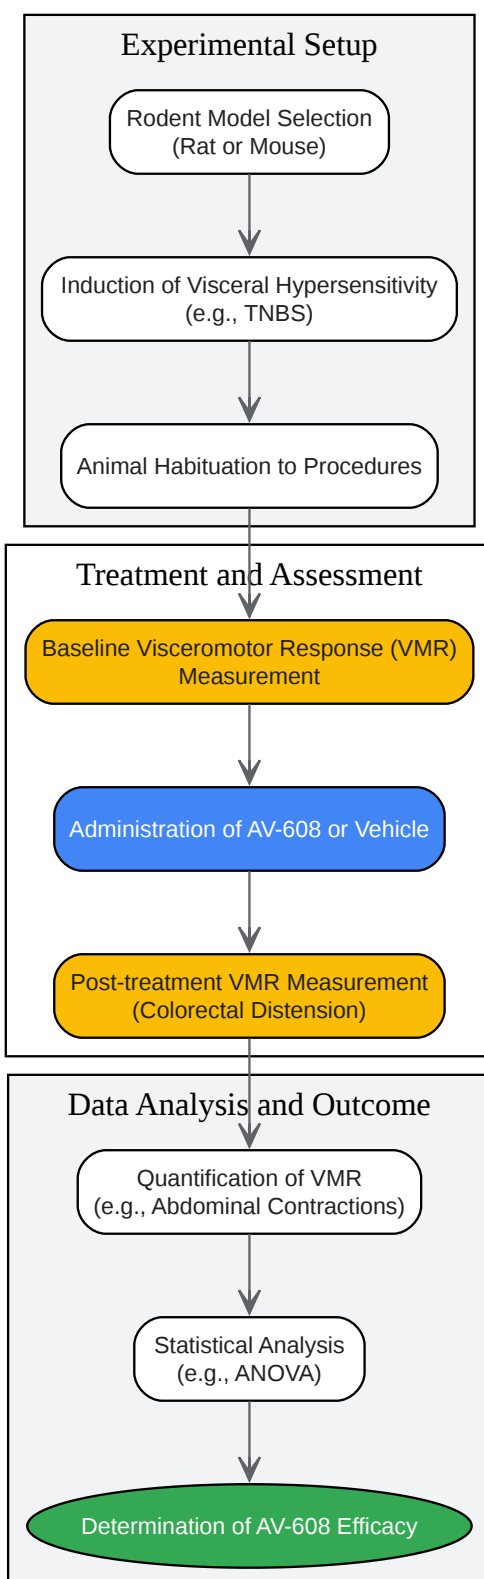 Experimental Setup
Rodent Model Selection
(Rat or Mouse)
Induction of Visceral Hypersensitivity
(e.g., TNBS)
Animal Habituation to Procedures
Treatment and Assessment
Baseline Visceromotor Response (VMR)
Measurement
Administration of AV-608 or Vehicle
Post-treatment VMR Measurement
(Colorectal Distension)
Data Analysis and Outcome
Quantification of VMR
(e.g., Abdominal Contractions)
Statistical Analysis
(e.g., ANOVA)
Determination of AV-608 Efficacy